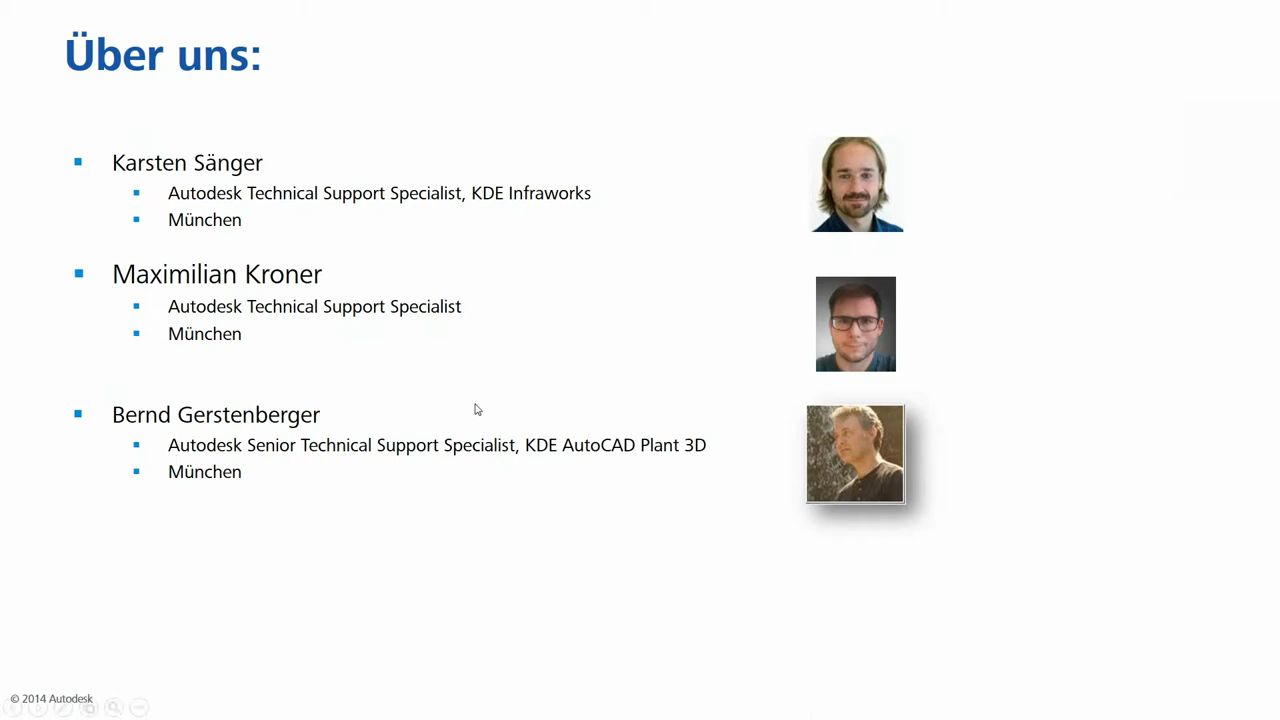 Über uns:
Karsten Sänger
Autodesk Technical Support Specialist, KDE Infraworks
München
Maximilian Kroner
Autodesk Technical Support Specialist
München
Bernd Gerstenberger
Autodesk Senior Technical Support Specialist, KDE AutoCAD Plant 3D
München
© 2014 Autodesk